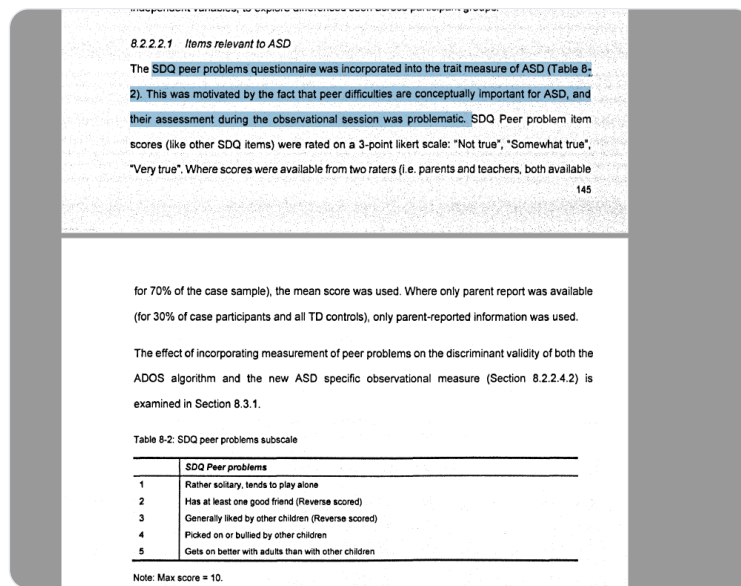 independent variables, to explore differences seen across participant groups.
8.2.2.2.1 Items relevant to ASD
The SDQ peer problems questionnaire was incorporated into the trait measure of ASD (Table 8-
2). This was motivated by the fact that peer difficulties are conceptually important for ASD, and
their assessment during the observational session was problematic. SDQ Peer problem item
scores (like other SDQ items) were rated on a 3-point likert scale: "Not true", "Somewhat true",
"Very true". Where scores were available from two raters (i.e. parents and teachers, both available
145
for 70% of the case sample), the mean score was used. Where only parent report was available
(for 30% of case participants and all TD controls), only parent-reported information was used.
The effect of incorporating measurement of peer problems on the discriminant validity of both the
ADOS algorithm and the new ASD specific observational measure (Section 8.2.2.4.2) is
examined in Section 8.3.1.
Table 8-2: SDQ peer problems subscale
SDQ Peer problems
1 Rather solitary, tends to play alone
2 Has at least one good friend (Reverse scored)
3 Generally liked by other children (Reverse scored)
4 Picked on or bullied by other children
5 Gets on better with adults than with other children
Note: Max score = 10.